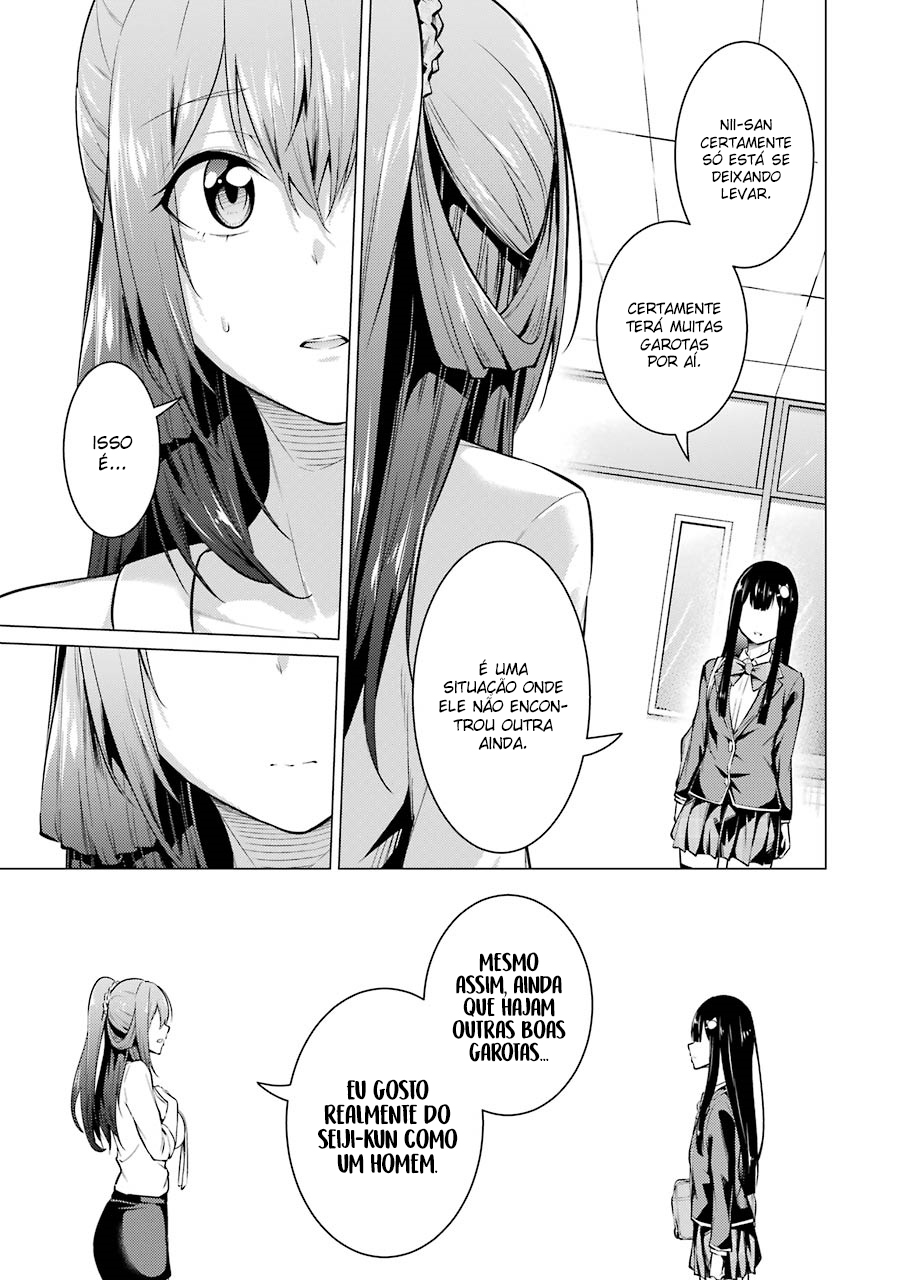 NII-SAN
CERTAMENTE
SÓ ESTÁ SE
DEIXANDO
LEVAR.
CERTAMENTE
TERÁ MUITAS
GAROTAS
POR AÍ.
ISSO
É...
É UMA
SITUAÇÃO ONDE
ELE NÃO ENCON-
TROU OUTRA
AINDA.
MESMO
ASSIM, AINDA
QUE HAJAM
OUTRAS BOAS
GAROTAS...
EU GOSTO
REALMENTE DO
SEIJI-KUN COMO
UM HOMEM.